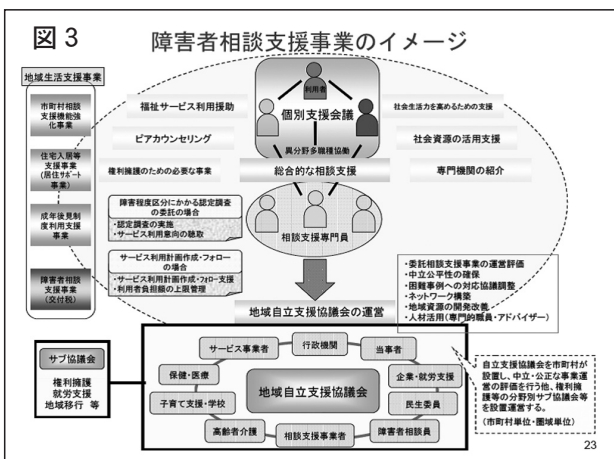 図3
障害者相談支援事業のイメージ
地域生活支援事業
市町村相談
支援機能強
化事業
住宅入居等
支援事業
(居住サポート
事業)
成年後見制
度利用支援
事業
障害者相談
支援事業
(交付税)
利用者
個別支援会議
異分野多職種協働
福祉サービス利用援助
ピアカウンセリング
権利擁護のための必要な事業
総合的な相談支援
社会生活力を高めるための支援
社会資源の活用支援
専門機関の紹介
障害程度区分にかかる認定調査
の委託の場合
・認定調査の実施
・サービス利用意向の聴取
サービス利用計画作成・フォロー
の場合
・サービス利用計画作成・フォロー支援
・利用者負担額の上限管理
相談支援専門員
・委託相談支援事業の運営評価
・中立公平性の確保
・困難事例への対応協議調整
・ネットワーク構築
・地域資源の開発改善
・人材活用(専門的職員・アドバイザー)
地域自立支援協議会の運営
サブ協議会
権利擁護
就労支援
地域移行 等
サービス事業者
行政機関
当事者
保健・医療
企業・就労支援
地域自立支援協議会
子育て支援・学校
民生委員
高齢者介護
相談支援事業者
障害者相談員
自立支援協議会を市町村が
設置し、中立・公正な事業運
営の評価を行う他、権利擁
護等の分野別サブ協議会等
を設置運営する。
(市町村単位・圏域単位)
23